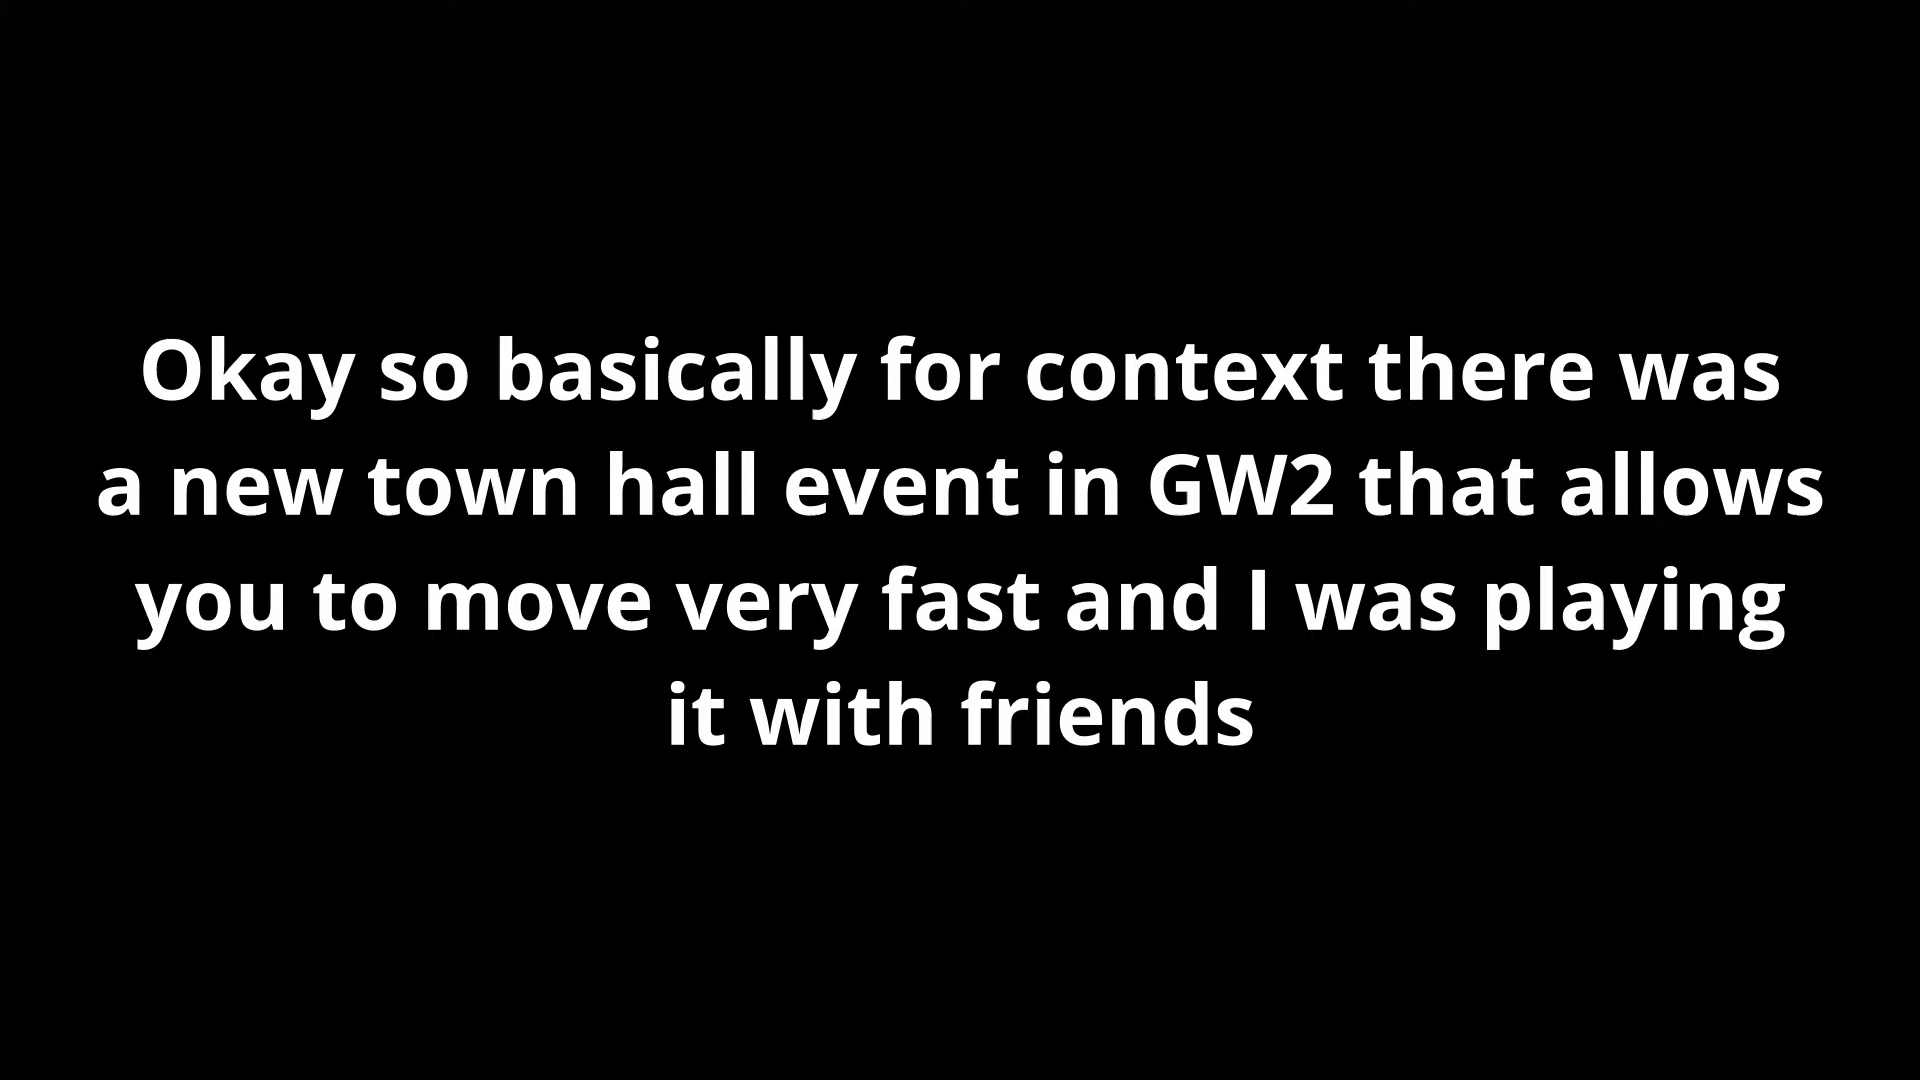 Okay so basically for context there was
a new town hall event in GW2 that allows
you to move very fast and I was playing
it with friends